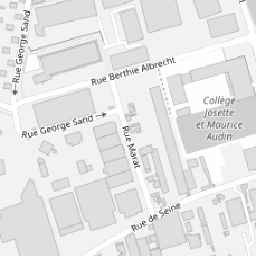 Rue George Sand
Rue Berthie Albrecht
Collège
Josette
et Maurice
Audin
Rue George Sand
Rue Marat
Rue de Seine